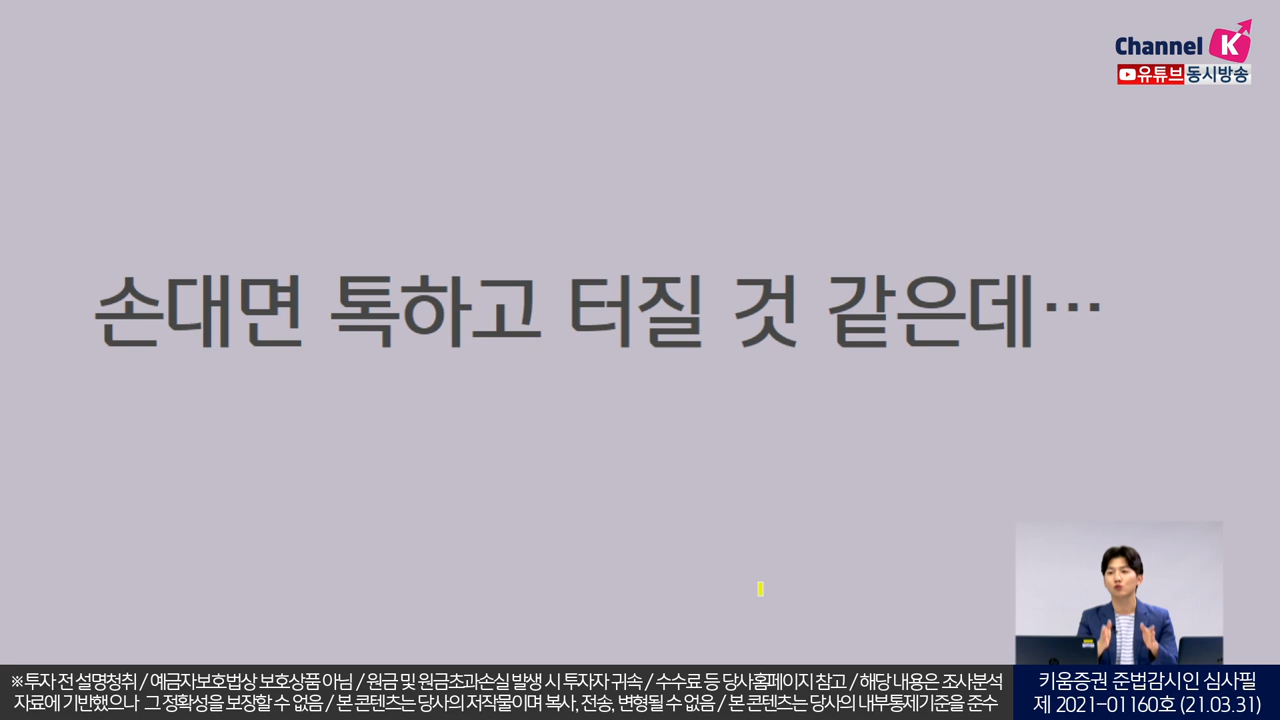 Channel K
유튜브 동시방송
손대면 톡하고 터질 것 같은데…
※투자 전 설명청취 / 예금자보호법상 보호상품 아님 / 원금 및 원금초과손실 발생 시 투자자 귀속 / 수수료 등 당사홈페이지 참고 / 해당 내용은 조사분석
자료에 기반했으나 그 정확성을 보장할 수 없음 / 본 콘텐츠는 당사의 저작물이며 복사, 전송, 변형될 수 없음 / 본 콘텐츠는 당사의 내부통제기준을 준수
키움증권 준법감시인 심사필
제 2021-01160호 (21.03.31)